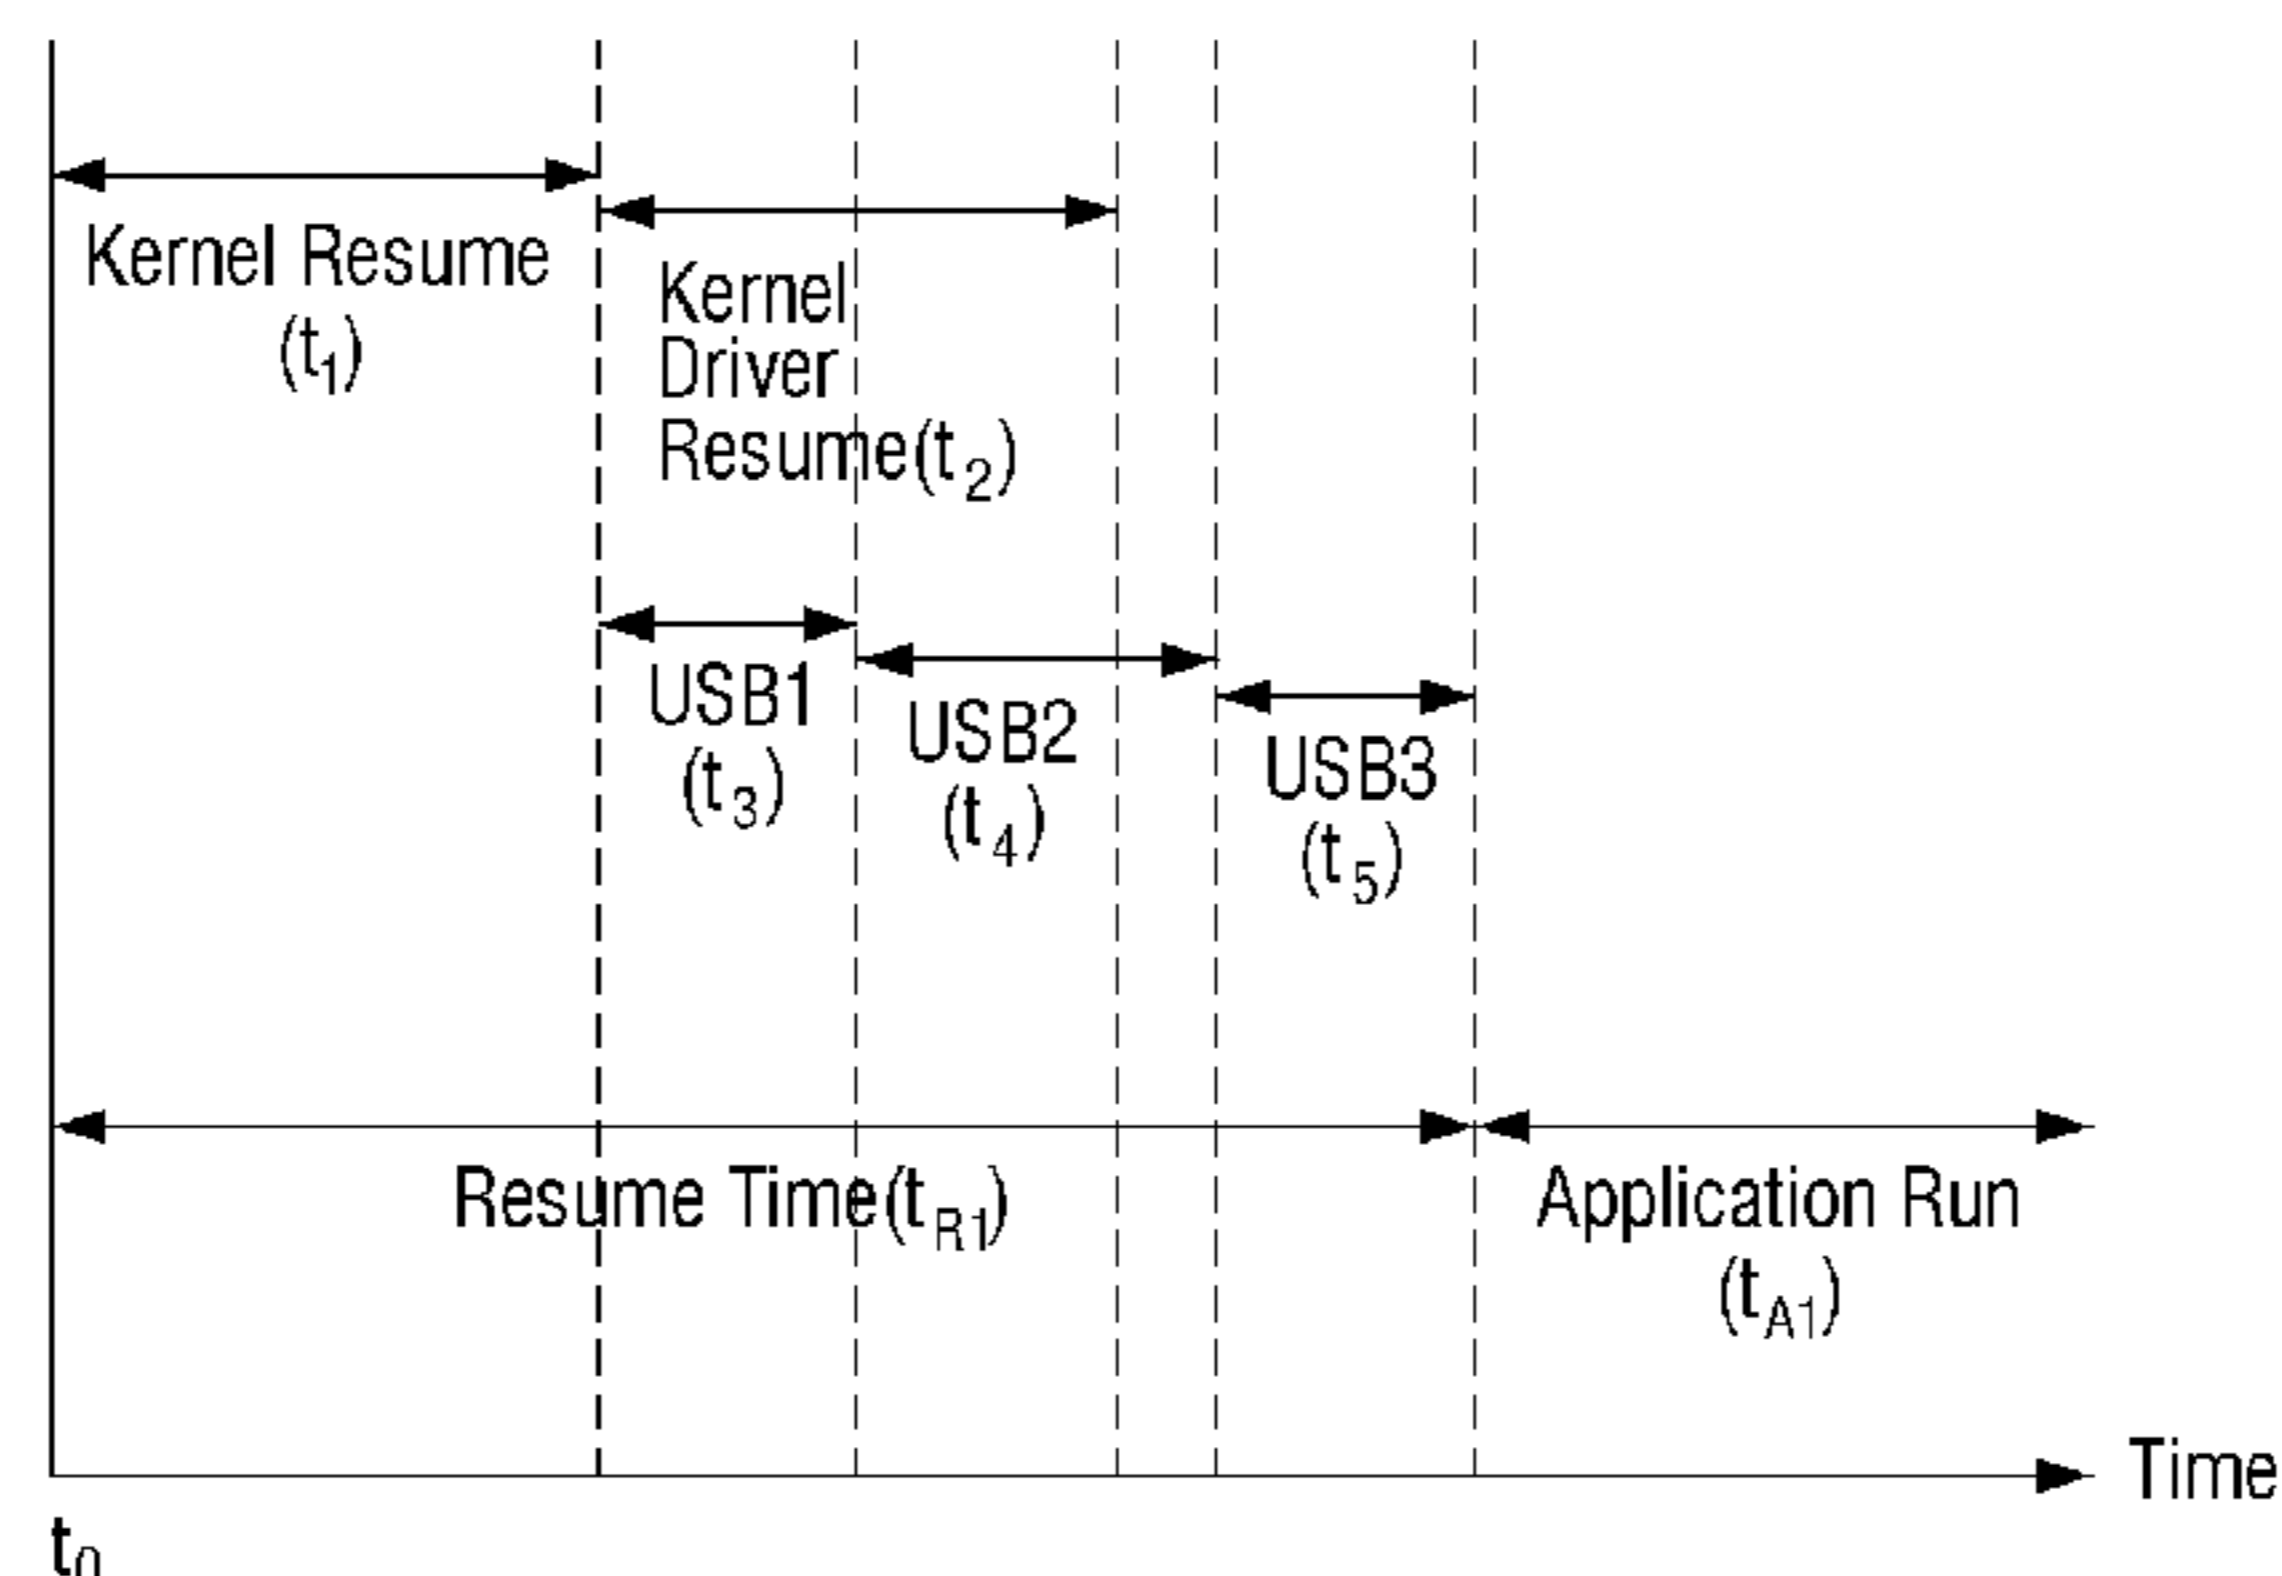 Kernel Resume
(t1)
Kernel
Driver
Resume(t2)
USB1
(t3)
USB2
(t4)
USB3
(t5)
Resume Time(tR1)
Application Run
(tA1)
Time
t0